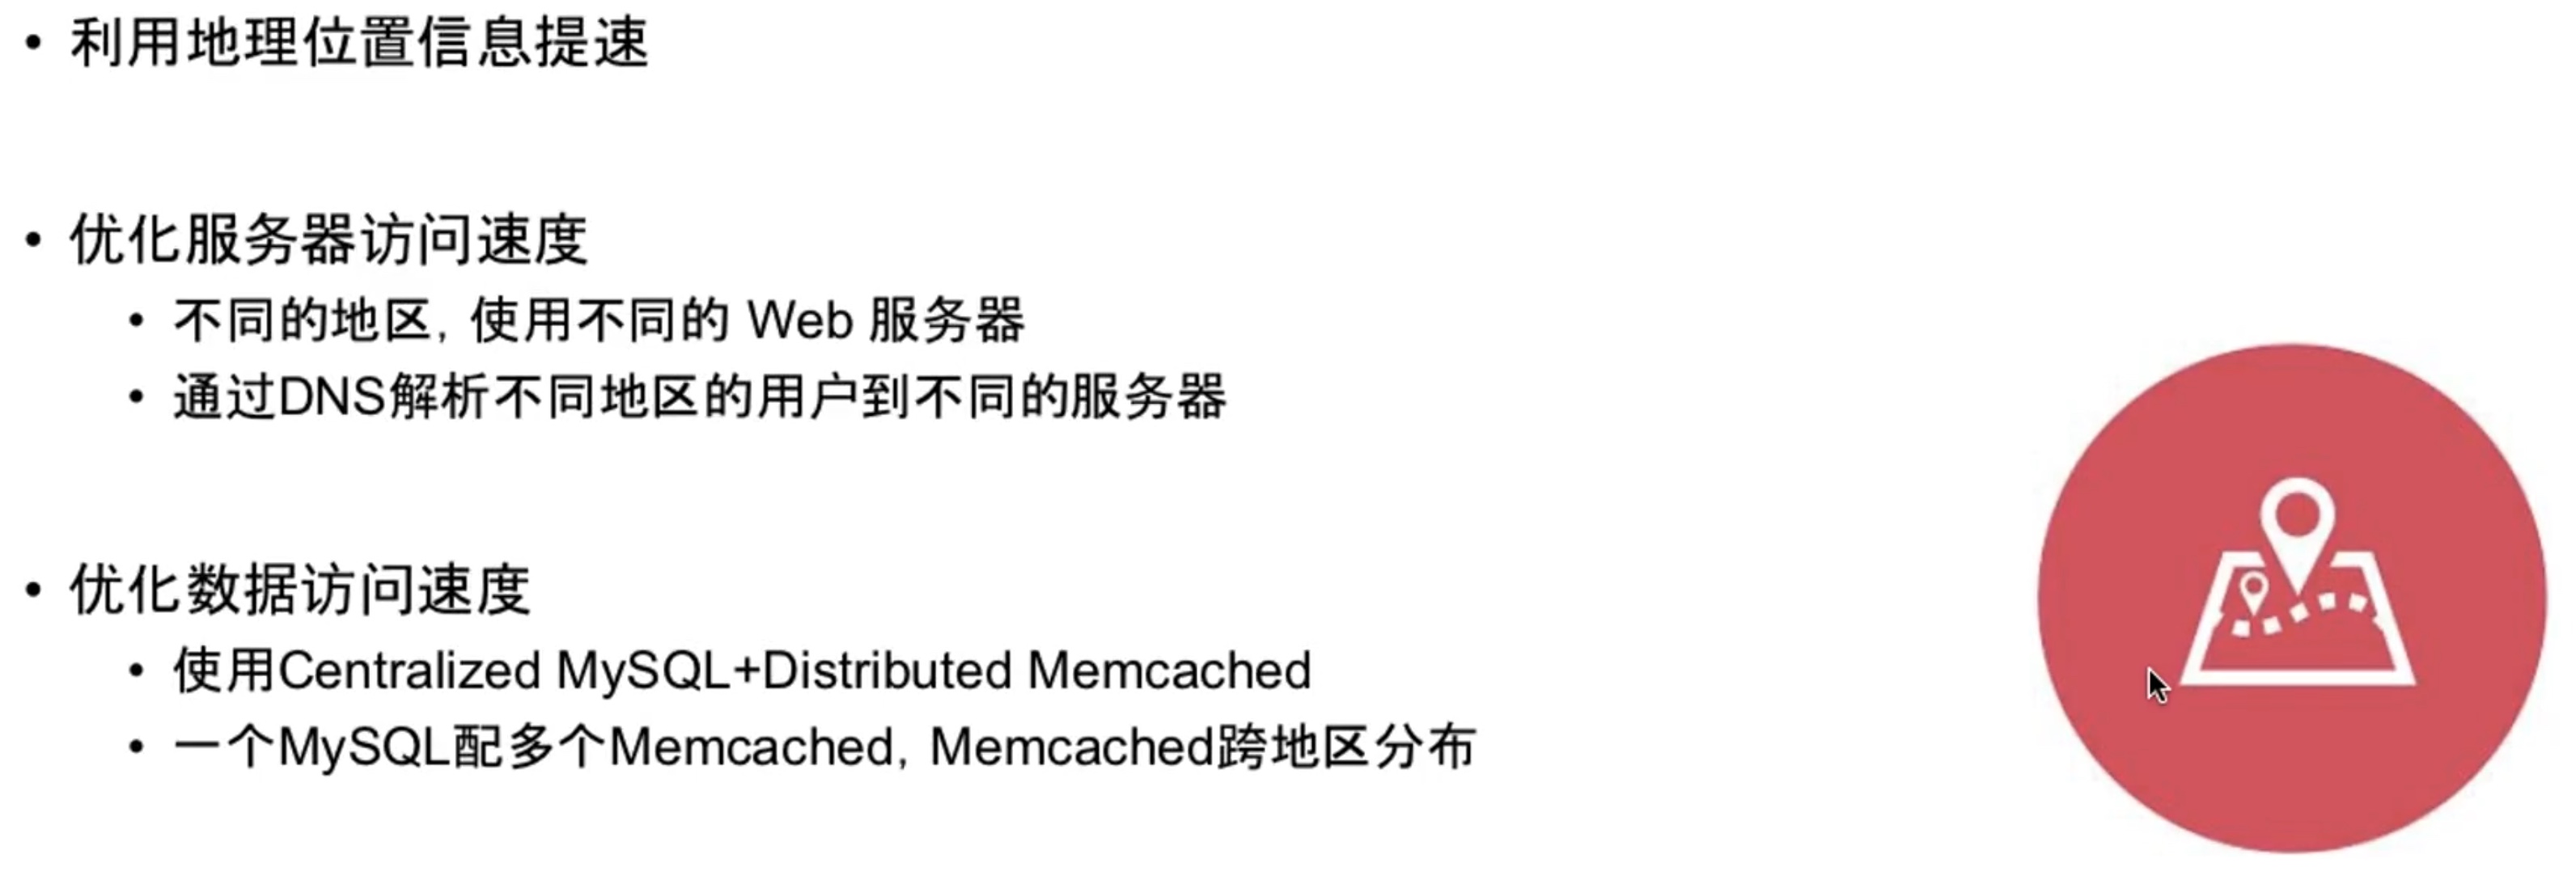 • 利用地理位置信息提速
• 优化服务器访问速度
• 不同的地区，使用不同的 Web 服务器
• 通过DNS解析不同地区的用户到不同的服务器
• 优化数据访问速度
• 使用Centralized MySQL+Distributed Memcached
• 一个MySQL配多个Memcached，Memcached跨地区分布